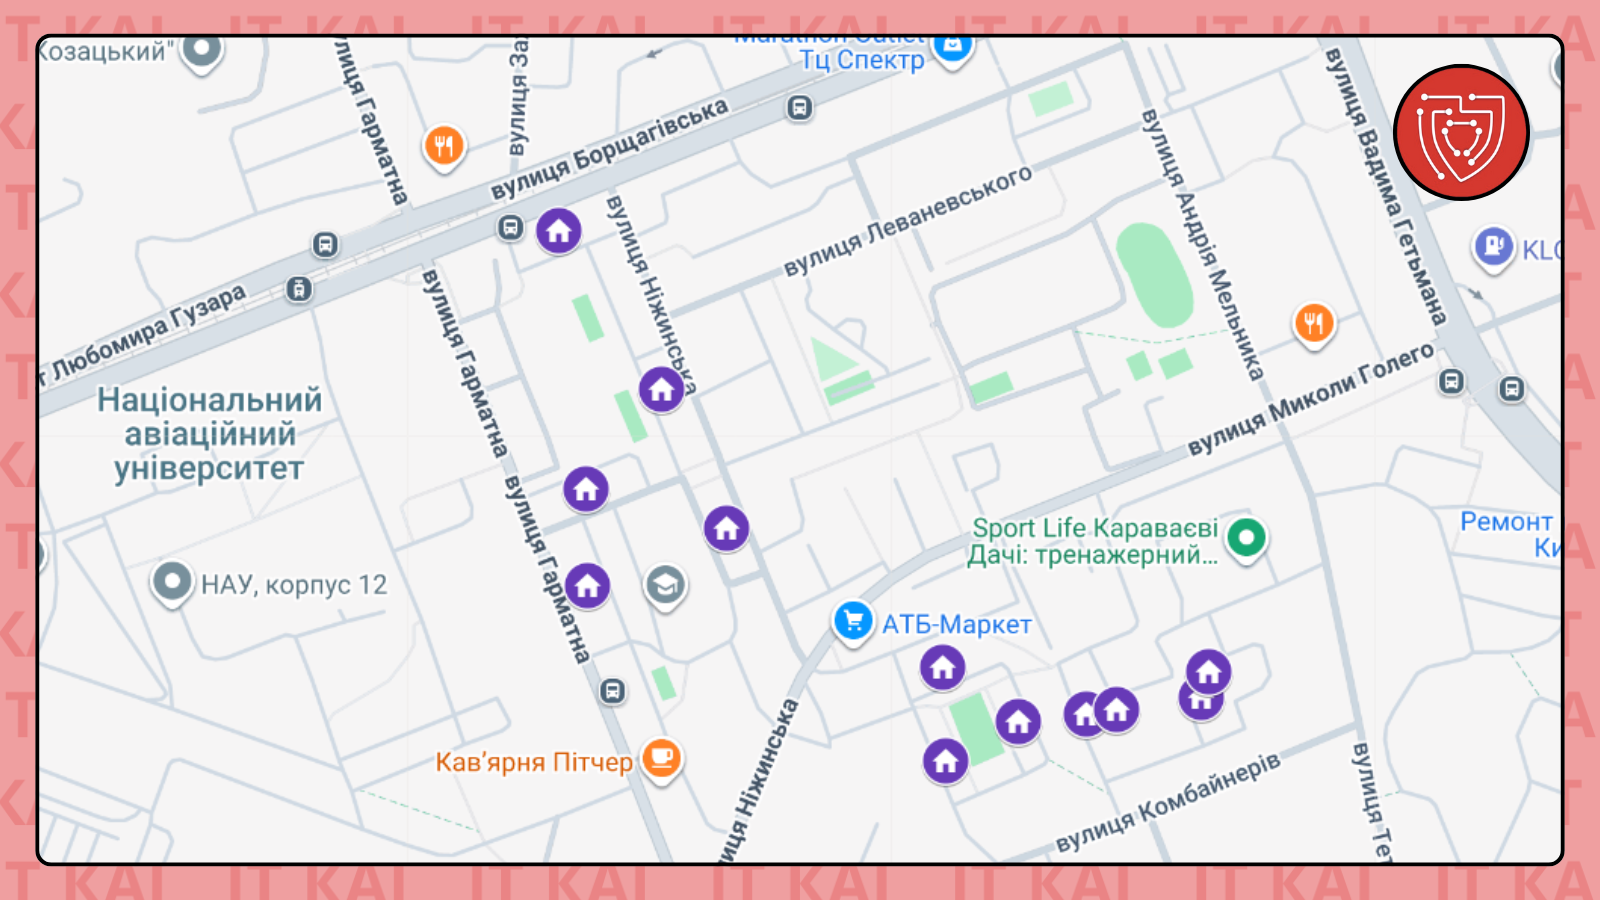 IT KAI IT KAI IT KAI IT KAI IT KAI IT KAI IT KA
Козацький"
вулиця Гарматна
вулиця За
Marathon Outlet
Тц Спектр
вулиця Борщагівська
вулиця Вадима Гетьмана
вулиця Андрія Мельника
вулиця Леваневського
вулиця Ніжинська
KLO
т Любомира Гузара
вулиця Гарматна
Національний
авіаційний
університет
вулиця Миколи Голего
вулиця Гарматна
Sport Life Караваєві
Дачі: тренажерний...
Ремонт
Ки
НАУ, корпус 12
АТБ-Маркет
Кав’ярня Пітчер
лиця Ніжинська
вулиця Комбайнерів
вулиця Тет
IT KAI IT KAI IT KAI IT KAI IT KAI IT KAI IT KA